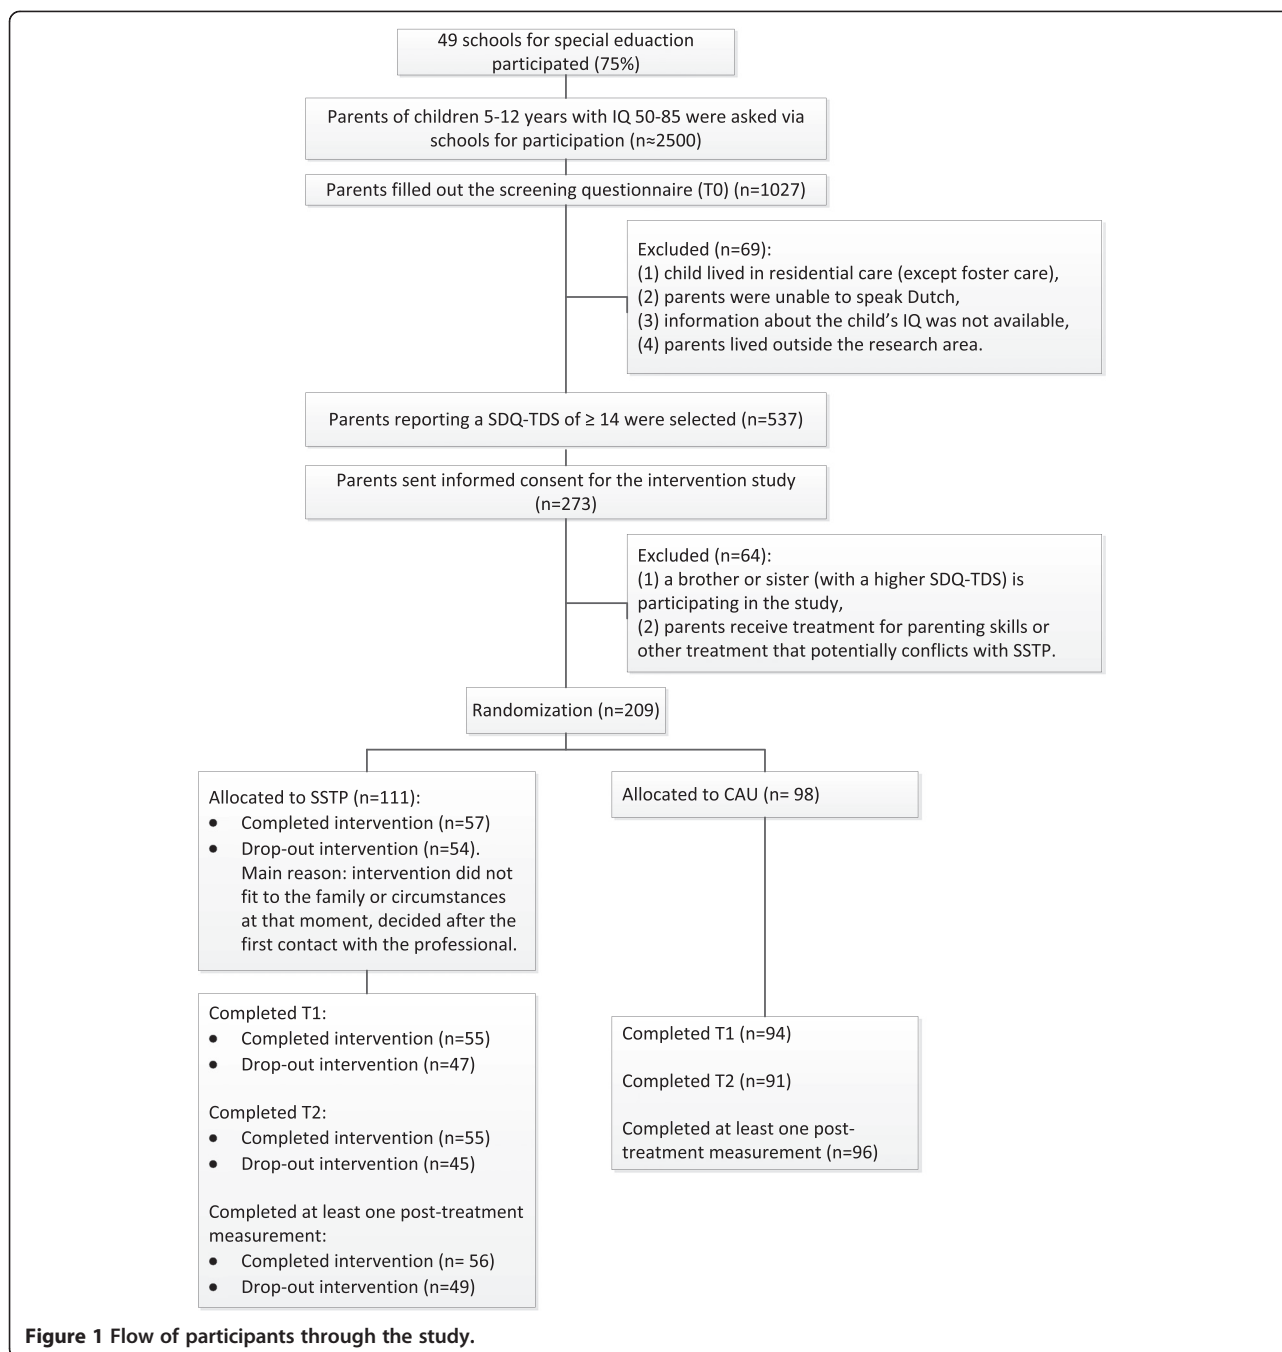 49 schools for special eduaction
participated (75%)
Parents of children 5-12 years with IQ 50-85 were asked via
schools for participation (n≈2500)
Parents filled out the screening questionnaire (T0) (n=1027)
Excluded (n=69):
(1) child lived in residential care (except foster care),
(2) parents were unable to speak Dutch,
(3) information about the child's IQ was not available,
(4) parents lived outside the research area.
Parents reporting a SDQ-TDS of ≥ 14 were selected (n=537)
Parents sent informed consent for the intervention study
(n=273)
Excluded (n=64):
(1) a brother or sister (with a higher SDQ-TDS) is
participating in the study,
(2) parents receive treatment for parenting skills or
other treatment that potentially conflicts with SSTP.
Randomization (n=209)
Allocated to SSTP (n=111):
• Completed intervention (n=57)
• Drop-out intervention (n=54).
Main reason: intervention did not
fit to the family or circumstances
at that moment, decided after the
first contact with the professional.
Allocated to CAU (n= 98)
Completed T1:
• Completed intervention (n=55)
• Drop-out intervention (n=47)
Completed T2:
• Completed intervention (n=55)
• Drop-out intervention (n=45)
Completed at least one post-treatment
measurement:
• Completed intervention (n= 56)
• Drop-out intervention (n=49)
Completed T1 (n=94)
Completed T2 (n=91)
Completed at least one post-
treatment measurement (n=96)
Figure 1 Flow of participants through the study.